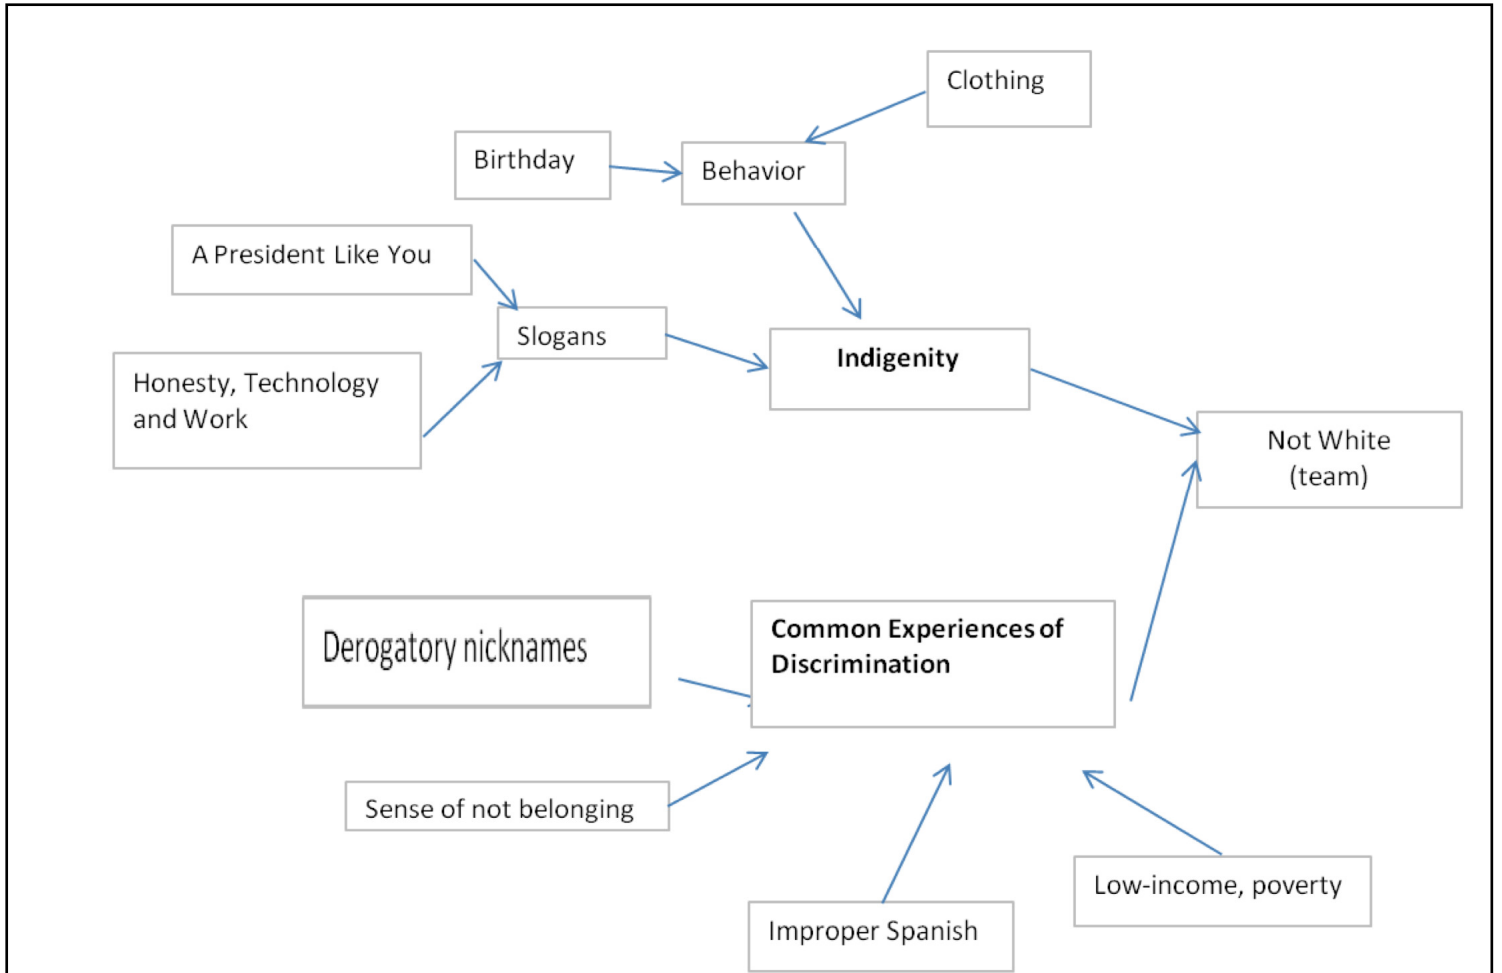 Clothing
Birthday
Behavior
A President Like You
Slogans
Indigenity
Honesty, Technology
and Work
Not White
(team)
Derogatory nicknames
Common Experiences of
Discrimination
Sense of not belonging
Low-income, poverty
Improper Spanish